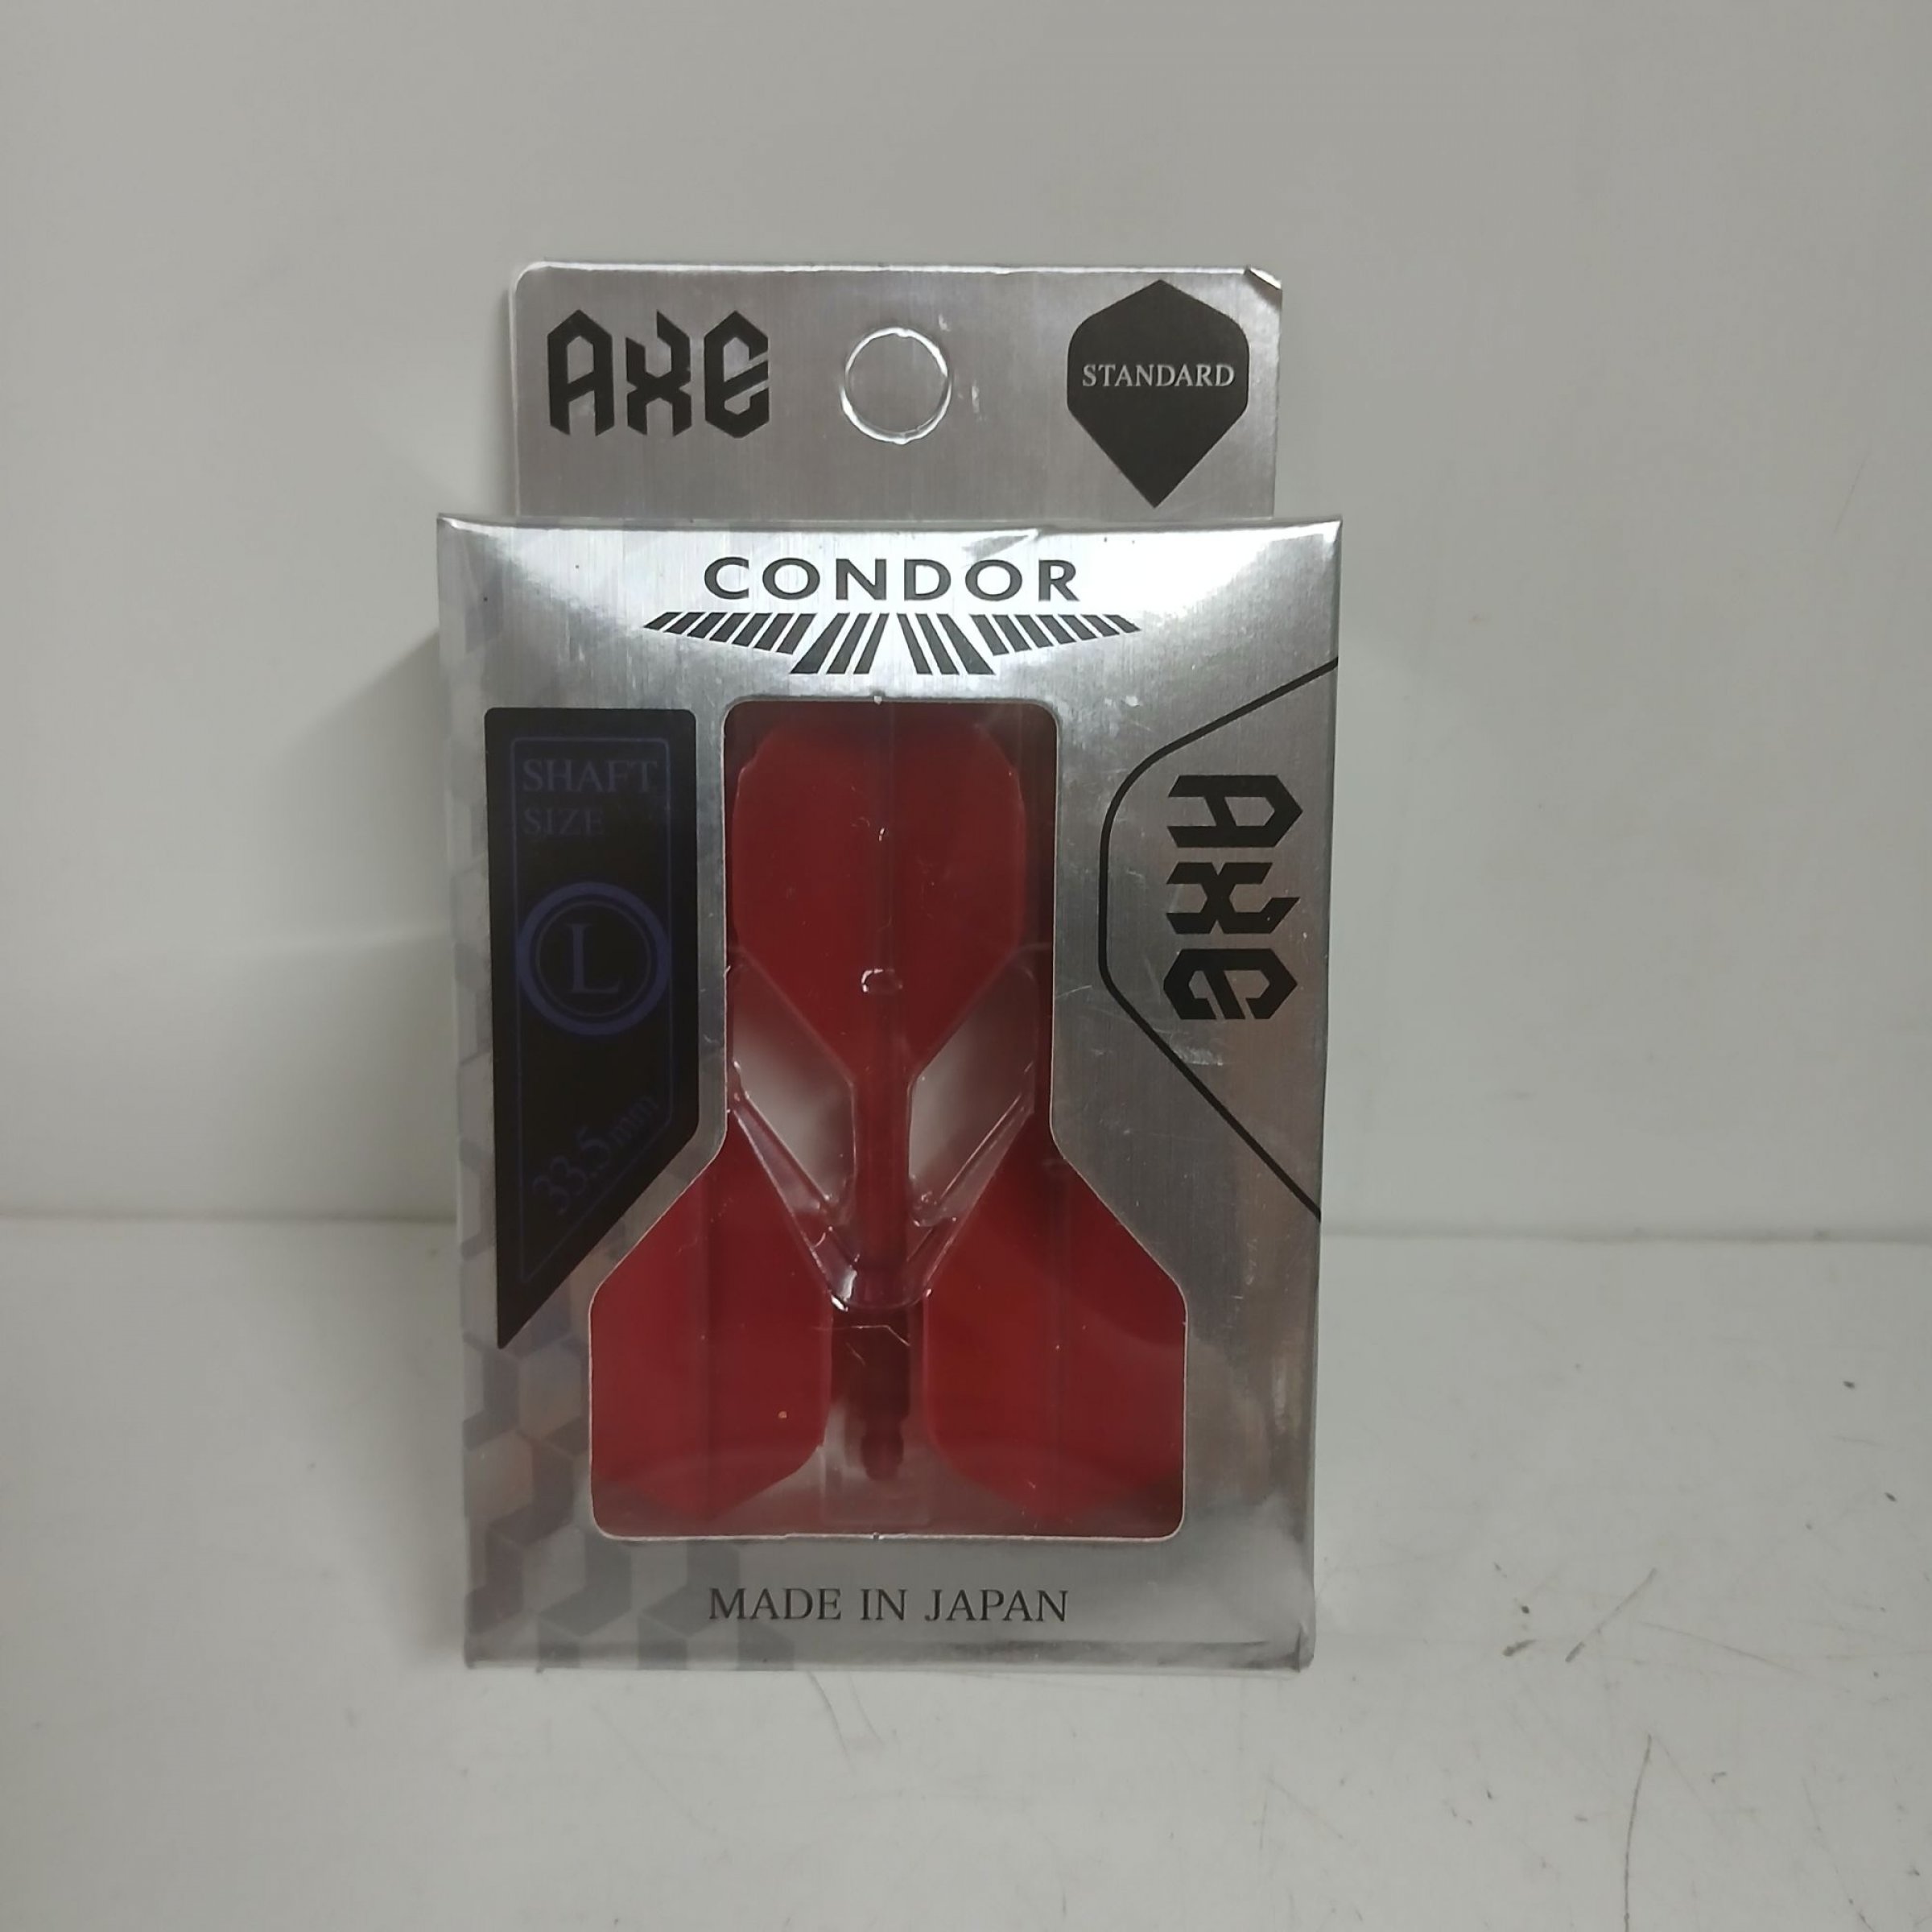 AXE
STANDARD
CONDOR
SHAFT
SIZE
L
33.5mm
AXE
MADE IN JAPAN